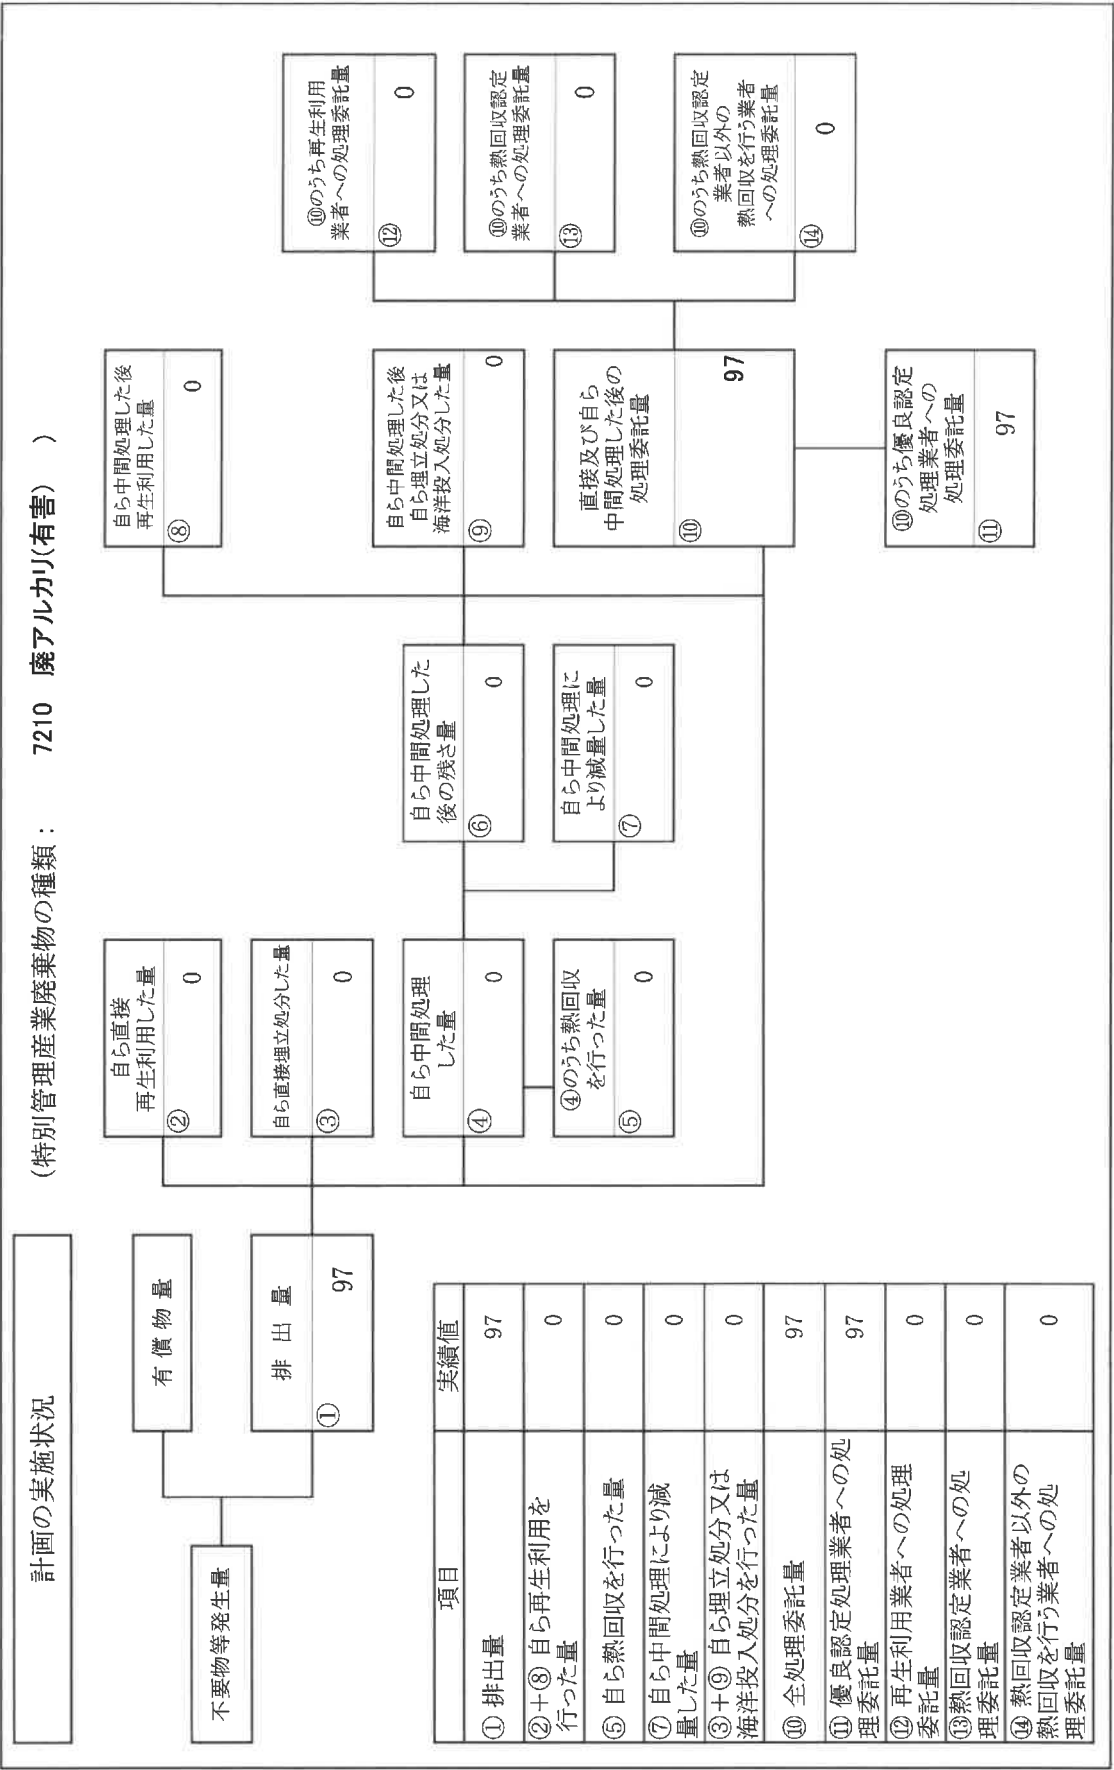 計画の実施状況
(特別管理産業廃棄物の種類： 7210 廃アルカリ(有害) )
不要物等発生量
有償物量
排出量
① 97
自ら直接
再生利用した量
② 0
自ら直接埋立処分した量
③ 0
自ら中間処理
した量
④ 0
④のうち熱回収
を行った量
⑤ 0
自ら中間処理した
後の残さ量
⑥ 0
自ら中間処理に
より減量した量
⑦ 0
自ら中間処理した後
再生利用した量
⑧ 0
自ら中間処理した後
自ら埋立処分又は
海洋投入処分した量
⑨ 0
直接及び自ら
中間処理した後の
処理委託量
⑩ 97
⑩のうち優良認定
処理業者への
処理委託量
⑪ 97
⑩のうち再生利用
業者への処理委託量
⑫ 0
⑩のうち熱回収認定
業者への処理委託量
⑬ 0
⑩のうち熱回収認定
業者以外の
熱回収を行う業者
への処理委託量
⑭ 0
項目 実績値
① 排出量 97
②＋⑧ 自ら再生利用を
行った量 0
⑤ 自ら熱回収を行った量 0
⑦ 自ら中間処理により減
量した量 0
③＋⑨ 自ら埋立処分又は
海洋投入処分を行った量 0
⑩ 全処理委託量 97
⑪ 優良認定処理業者への処
理委託量 97
⑫ 再生利用業者への処理
委託量 0
⑬熱回収認定業者への処
理委託量 0
⑭ 熱回収認定業者以外の
熱回収を行う業者への処
理委託量 0